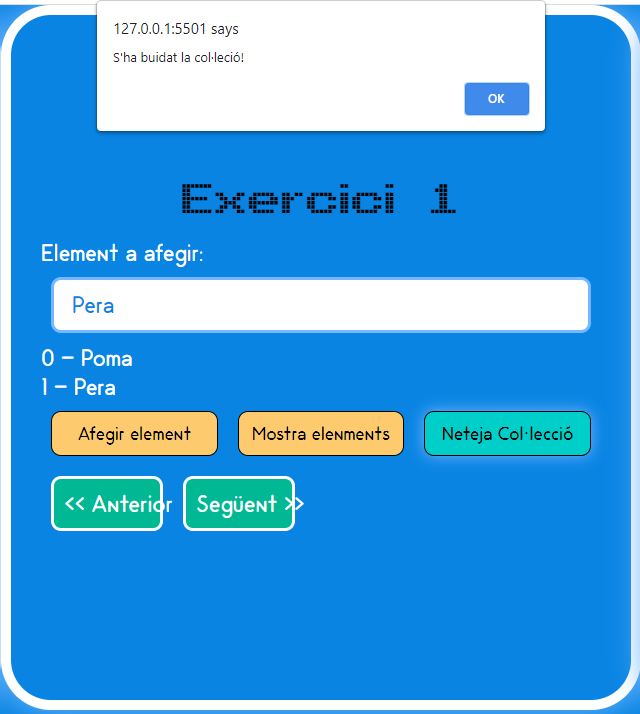 127.0.0.1:5501 says
S'ha buidat la col·leció!
OK
Exercici 1
Element a afegir:
Pera
0 - Poma
1 - Pera
Afegir element
Mostra elenments
Neteja Col·lecció
<< Anterior
Següent >>